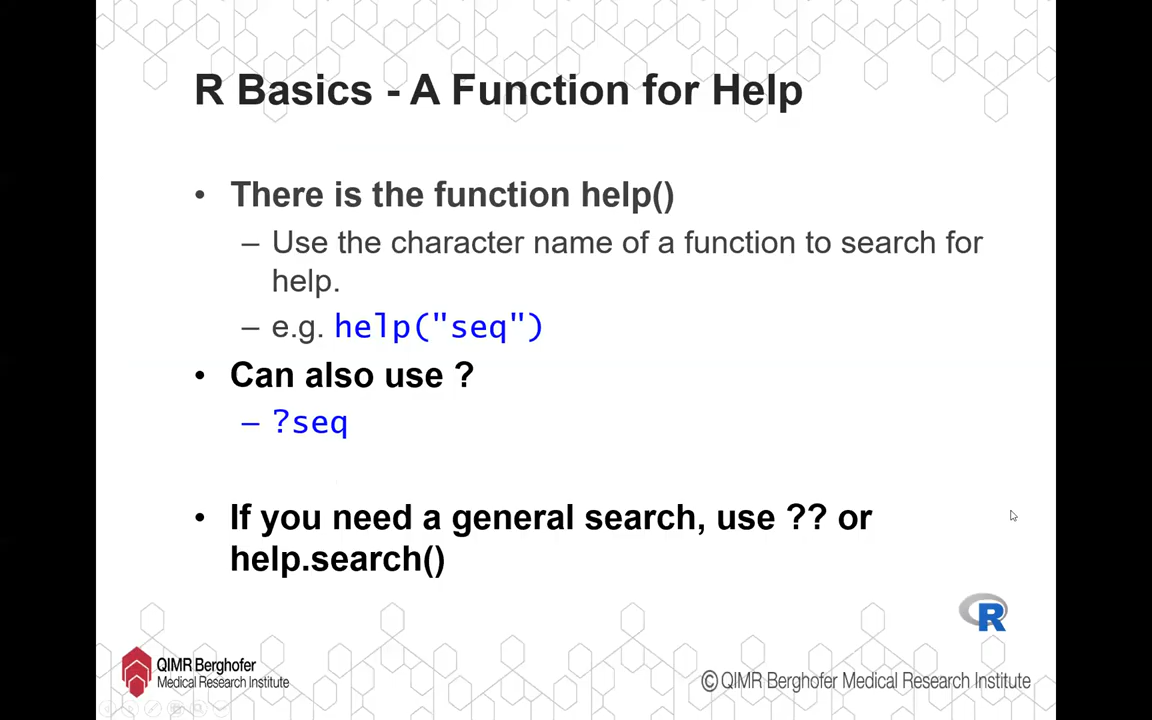 R Basics - A Function for Help
• There is the function help()
– Use the character name of a function to search for
help.
– e.g. help("seq")
• Can also use ?
– ?seq
• If you need a general search, use ?? or
help.search()
R
QIMR Berghofer
Medical Research Institute
© QIMR Berghofer Medical Research Institute